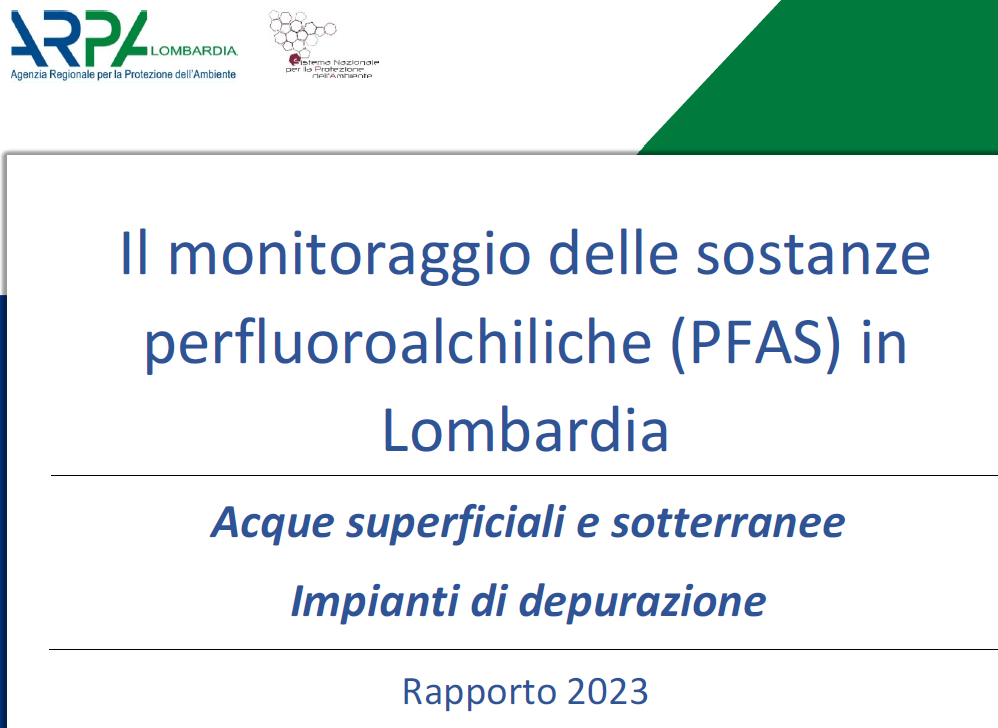 ARPA LOMBARDIA
Agenzia Regionale per la Protezione dell'Ambiente
Sistema Nazionale
per la Protezione
dell'Ambiente
Il monitoraggio delle sostanze
perfluoroalchiliche (PFAS) in
Lombardia
Acque superficiali e sotterranee
Impianti di depurazione
Rapporto 2023